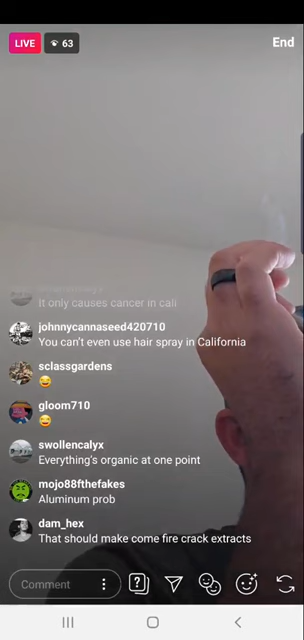 LIVE
63
End
It only causes cancer in cali
johnnycannaseed420710
You can't even use hair spray in California
sclassgardens
😂
gloom710
😂
swollencalyx
Everything's organic at one point
mojo88fthefakes
Aluminum prob
dam_hex
That should make come fire crack extracts
Comment